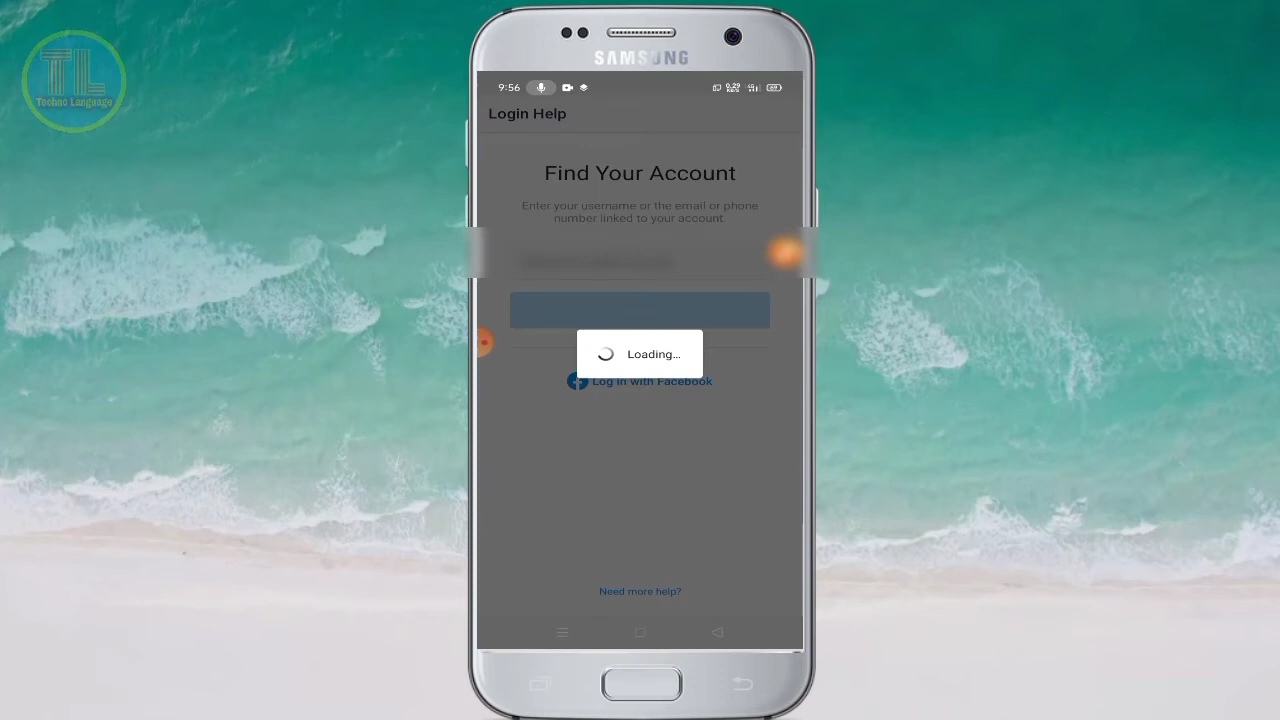 TL
Techno Language
SAMSUNG
9:56
Login Help
Find Your Account
Enter your username or the email or phone
number linked to your account.
Loading...
Log in with Facebook
Need more help?